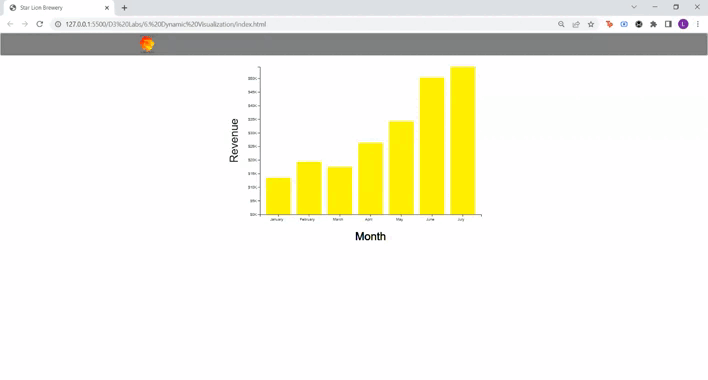 Star Lion Brewery
127.0.0.1:5500/D3%20Labs/6.%20Dynamic%20Visualization/index.html
L
Revenue
$50K
$45K
$40K
$35K
$30K
$25K
$20K
$15K
$10K
$5K
$0K
January
February
March
April
May
June
July
Month